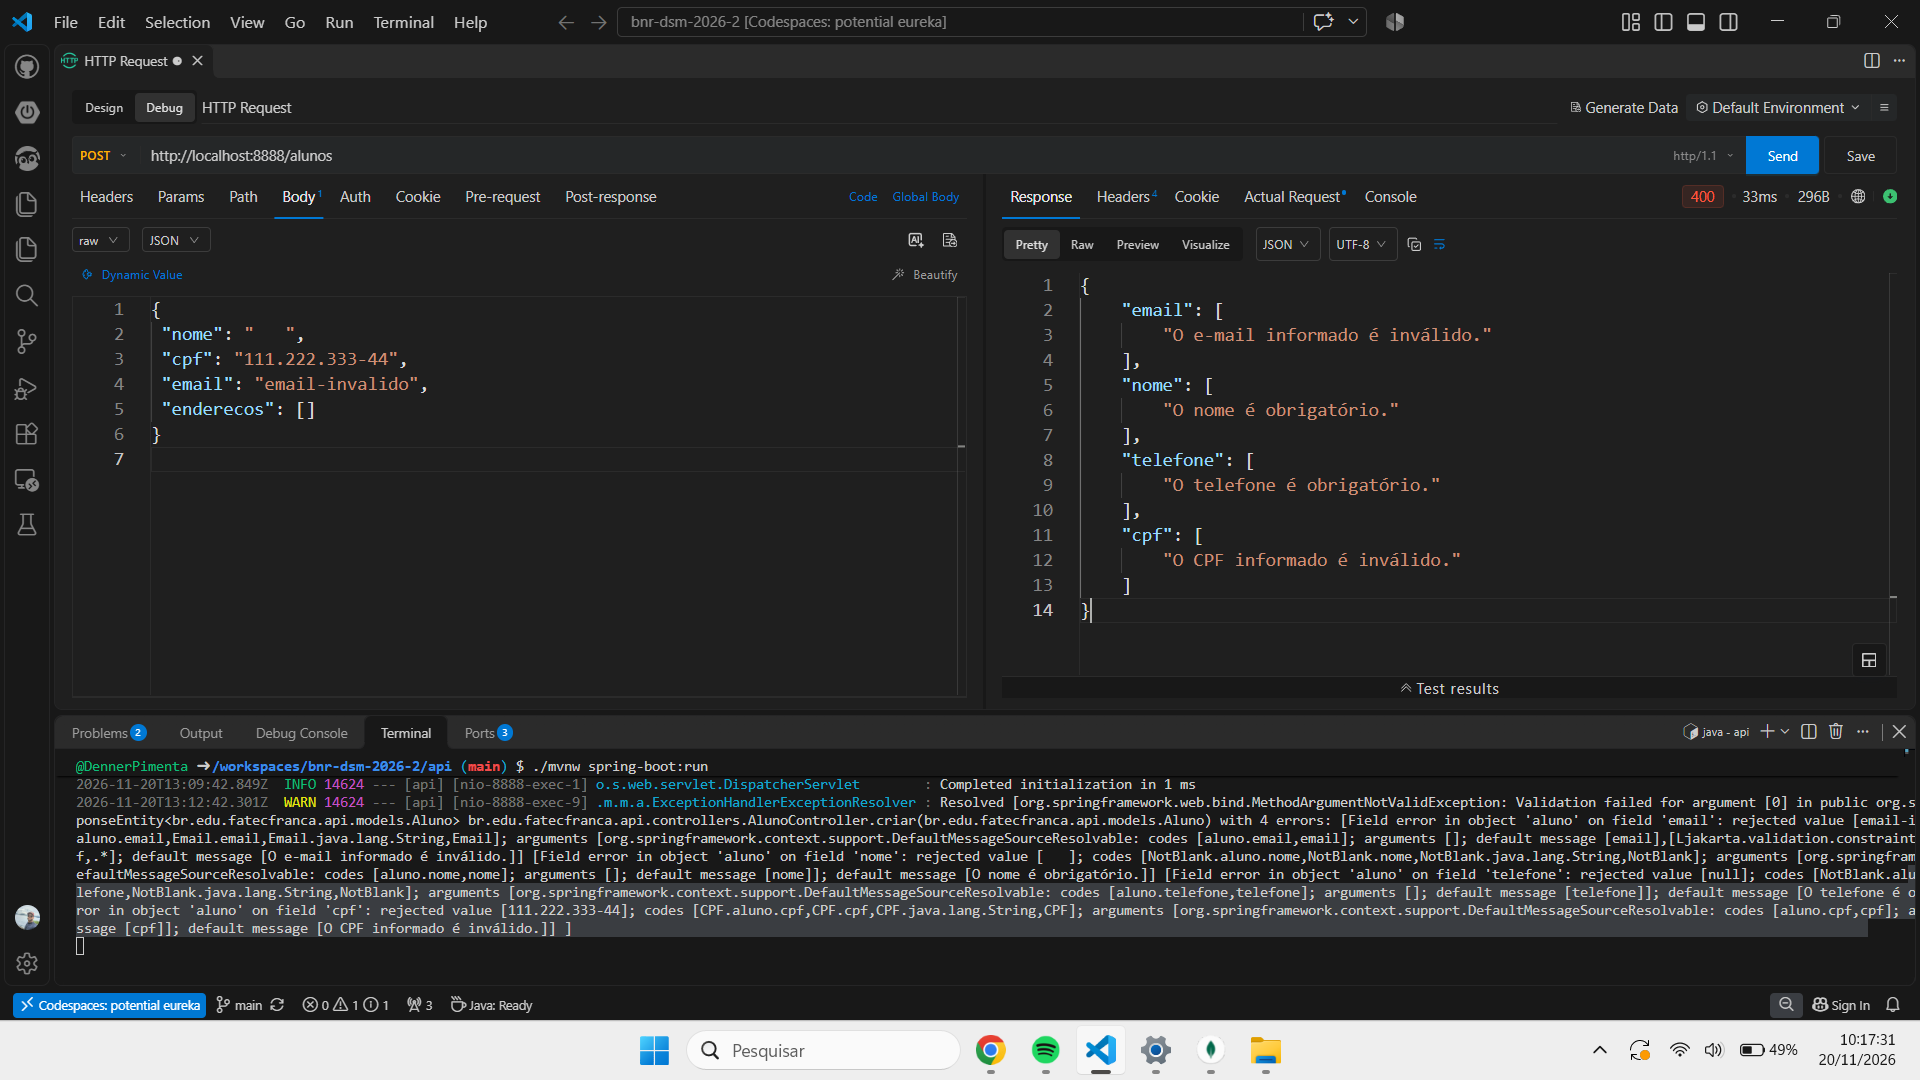 File Edit Selection View Go Run Terminal Help
bnr-dsm-2026-2 [Codespaces: potential eureka]
HTTP HTTP Request
Design Debug HTTP Request
Generate Data Default Environment
POST http://localhost:8888/alunos
http/1.1 Send Save
Headers Params Path Body 1 Auth Cookie Pre-request Post-response Code Global Body
raw JSON
Dynamic Value Beautify
1 {
2 "nome": "   ",
3 "cpf": "111.222.333-44",
4 "email": "email-invalido",
5 "enderecos": []
6 }
7
Response Headers 4 Cookie Actual Request Console 400 33ms 296B
Pretty Raw Preview Visualize JSON UTF-8
1 {
2 "email": [
3 "O e-mail informado é inválido."
4 ],
5 "nome": [
6 "O nome é obrigatório."
7 ],
8 "telefone": [
9 "O telefone é obrigatório."
10 ],
11 "cpf": [
12 "O CPF informado é inválido."
13 ]
14 }
Test results
Problems 2 Output Debug Console Terminal Ports 3
java - api
@DennerPimenta ➜/workspaces/bnr-dsm-2026-2/api (main) $ ./mvnw spring-boot:run
2026-11-20T13:09:42.849Z  INFO 14624 --- [api] [nio-8888-exec-1] o.s.web.servlet.DispatcherServlet        : Completed initialization in 1 ms
2026-11-20T13:12:42.301Z  WARN 14624 --- [api] [nio-8888-exec-9] .m.m.a.ExceptionHandlerExceptionResolver : Resolved [org.springframework.web.bind.MethodArgumentNotValidException: Validation failed for argument [0] in public org.s
ponseEntity<br.edu.fatecfranca.api.models.Aluno> br.edu.fatecfranca.api.controllers.AlunoController.criar(br.edu.fatecfranca.api.models.Aluno) with 4 errors: [Field error in object 'aluno' on field 'email': rejected value [email-i
aluno.email,Email.email,Email.java.lang.String,Email]; arguments [org.springframework.context.support.DefaultMessageSourceResolvable: codes [aluno.email,email]; arguments []; default message [email],[Ljakarta.validation.constraint
f,.*]; default message [O e-mail informado é inválido.]] [Field error in object 'aluno' on field 'nome': rejected value [   ]; codes [NotBlank.aluno.nome,NotBlank.nome,NotBlank.java.lang.String,NotBlank]; arguments [org.springfram
efaultMessageSourceResolvable: codes [aluno.nome,nome]; arguments []; default message [nome]]; default message [O nome é obrigatório.]] [Field error in object 'aluno' on field 'telefone': rejected value [null]; codes [NotBlank.alu
lefone,NotBlank.java.lang.String,NotBlank]; arguments [org.springframework.context.support.DefaultMessageSourceResolvable: codes [aluno.telefone,telefone]; arguments []; default message [telefone]]; default message [O telefone é o
ror in object 'aluno' on field 'cpf': rejected value [111.222.333-44]; codes [CPF.aluno.cpf,CPF.cpf,CPF.java.lang.String,CPF]; arguments [org.springframework.context.support.DefaultMessageSourceResolvable: codes [aluno.cpf,cpf]; a
ssage [cpf]]; default message [O CPF informado é inválido.]] ]
Codespaces: potential eureka main 0 1 1 3 Java: Ready Sign In
Pesquisar 49% 10:17:31
20/11/2026